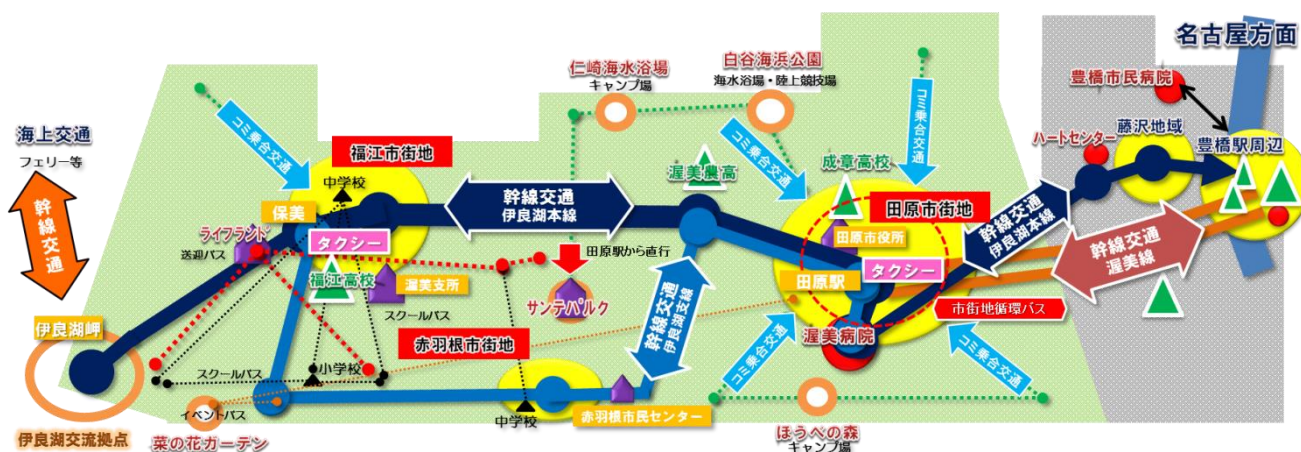 名古屋方面
豊橋市民病院
仁崎海水浴場
キャンプ場
白谷海浜公園
海水浴場・陸上競技場
コミ乗合交通
海上交通
フェリー等
幹線交通
コミ乗合交通
福江市街地
中学校
保美
タクシー
ライフランド
送迎バス
福江高校
渥美支所
スクールバス
幹線交通
伊良湖本線
渥美農高
コミ乗合交通
成章高校
田原市街地
田原市役所
田原駅
タクシー
渥美病院
田原駅から直行
サンテパルク
幹線交通
伊良湖支線
幹線交通
伊良湖本線
幹線交通
渥美線
市街地循環バス
ハートセンター
藤沢地域
豊橋駅周辺
伊良湖岬
伊良湖交流拠点
スクールバス
小学校
赤羽根市街地
イベントバス
菜の花ガーデン
中学校
赤羽根市民センター
コミ乗合交通
コミ乗合交通
ほうべの森
キャンプ場